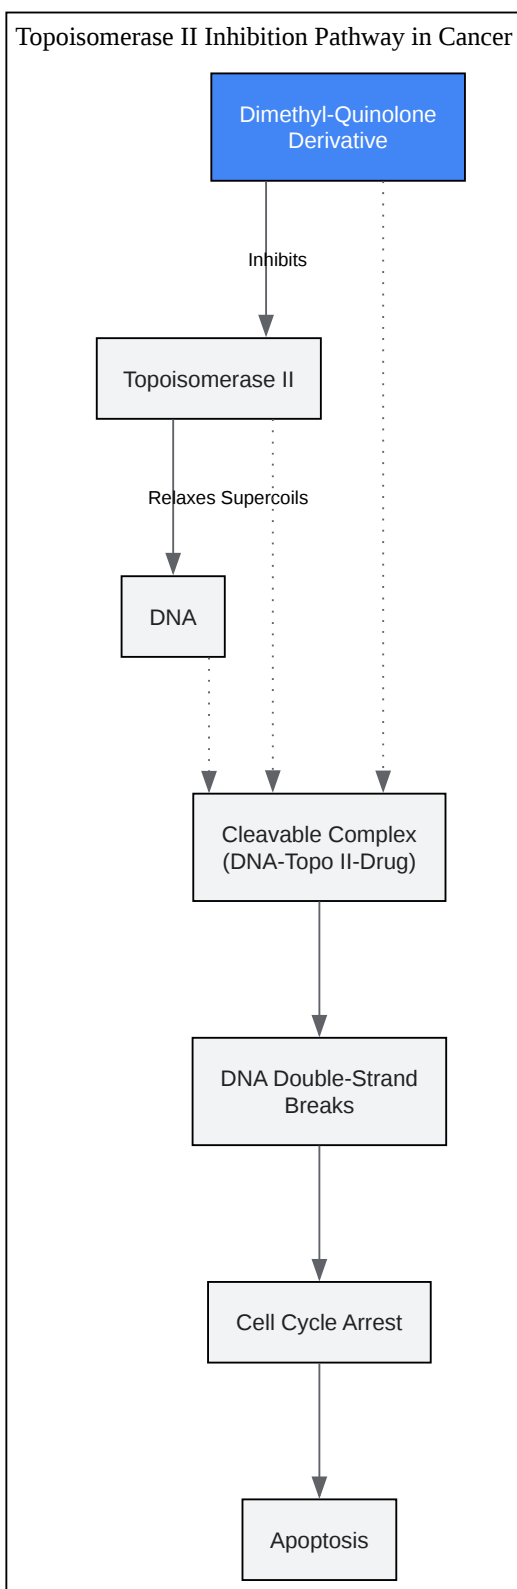 Topoisomerase II Inhibition Pathway in Cancer
Dimethyl-Quinolone
Derivative
Inhibits
Topoisomerase II
Relaxes Supercoils
DNA
Cleavable Complex
(DNA-Topo II-Drug)
DNA Double-Strand
Breaks
Cell Cycle Arrest
Apoptosis